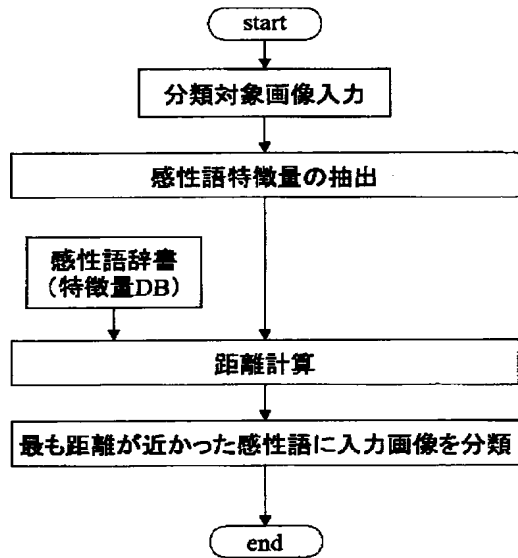 start
分類対象画像入力
感性語特徴量の抽出
感性語辞書
(特徴量DB)
距離計算
最も距離が近かった感性語に入力画像を分類
end